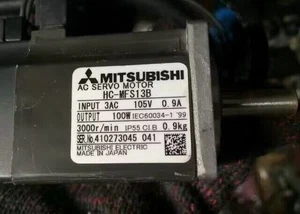 MITSUBISHI
AC SERVO MOTOR
HC-MFS13B
INPUT 3AC 105V 0.9A
OUTPUT 100W IEC60034-1 '99
3000r/min IP55 Cl.B 0.9kg
SER.No.410273045 041
MITSUBISHI ELECTRIC
MADE IN JAPAN